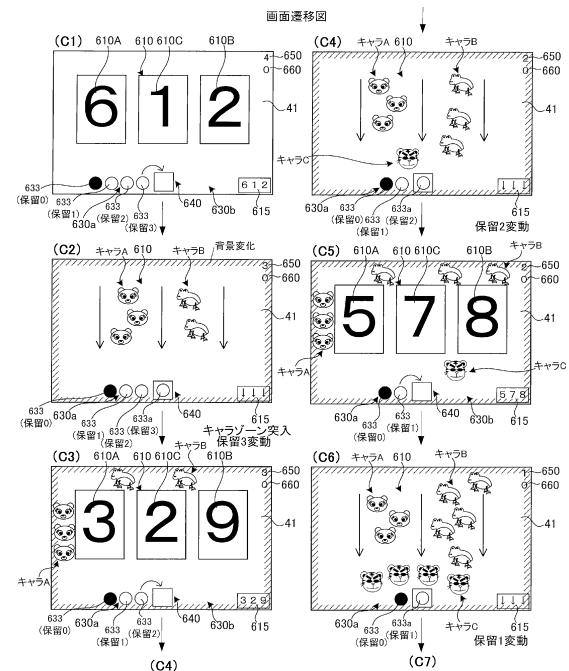 画面遷移図
(C1)
610A
610
610C
610B
4
650
0
660
6
1
2
41
633
(保留0)
633
(保留1)
630a
633
(保留2)
633
(保留3)
640
630b
6 1 2
615
(C2)
キャラA
610
キャラB
背景変化
3
650
0
660
41
633
(保留0)
630a
633
(保留1)
633
(保留2)
633a
(保留3)
640
↓↓↓
615
キャラゾーン突入
保留3変動
(C3)
610A
610
610C
キャラB
610B
3
650
0
660
3
2
9
41
キャラA
633
(保留0)
630a
633
(保留1)
633
(保留2)
640
630b
3 2 9
615
(C4)
(C4)
キャラA
610
キャラB
2
650
0
660
41
キャラC
630a
633
(保留0)
633
(保留1)
633a
(保留2)
640
↓↓↓
615
保留2変動
(C5)
610A
610
610C
610B
キャラB
2
650
0
660
5
7
8
41
キャラA
キャラC
630a
633
(保留0)
633
(保留1)
640
630b
5 7 8
615
(C6)
キャラA
610
キャラB
1
650
0
660
41
630a
633
(保留0)
633a
(保留1)
640
キャラC
↓↓↓
615
保留1変動
(C7)